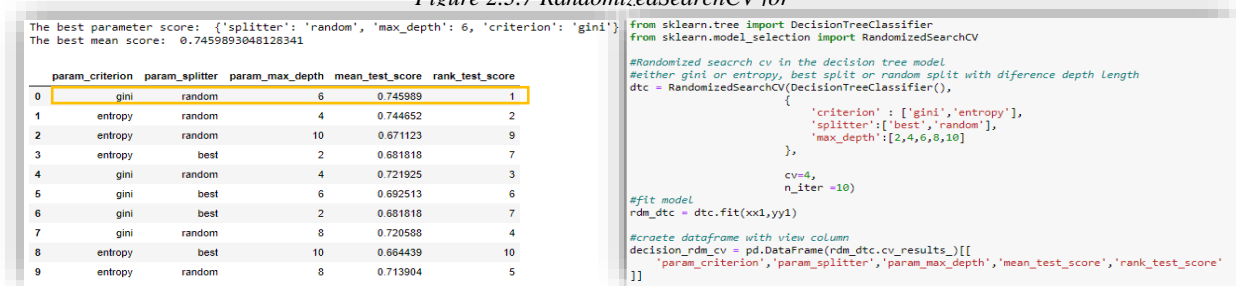 Figure 2.3.7 RandomizedSearchCV for
The best parameter score:  {'splitter': 'random', 'max_depth': 6, 'criterion': 'gini'}
The best mean score:  0.7459893048128341
param_criterion param_splitter param_max_depth mean_test_score rank_test_score
0 gini random 6 0.745989 1
1 entropy random 4 0.744652 2
2 entropy random 10 0.671123 9
3 entropy best 2 0.681818 7
4 gini random 4 0.721925 3
5 gini best 6 0.692513 6
6 gini best 2 0.681818 7
7 gini random 8 0.720588 4
8 entropy best 10 0.664439 10
9 entropy random 8 0.713904 5
from sklearn.tree import DecisionTreeClassifier
from sklearn.model_selection import RandomizedSearchCV
#Randomized seacrch cv in the decision tree model
#either gini or entropy, best split or random split with diference depth length
dtc = RandomizedSearchCV(DecisionTreeClassifier(),
{
'criterion' : ['gini','entropy'],
'splitter':['best','random'],
'max_depth':[2,4,6,8,10]
},
cv=4,
n_iter =10)
#fit model
rdm_dtc = dtc.fit(xx1,yy1)
#craete dataframe with view column
decision_rdm_cv = pd.DataFrame(rdm_dtc.cv_results_)[[
'param_criterion','param_splitter','param_max_depth','mean_test_score','rank_test_score'
]]